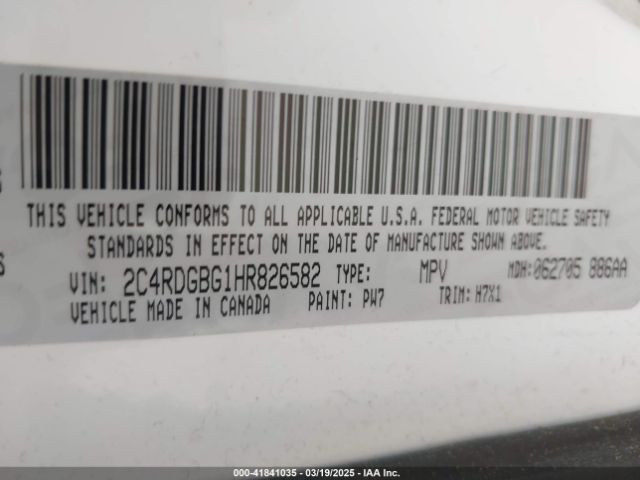 THIS VEHICLE CONFORMS TO ALL APPLICABLE U.S.A. FEDERAL MOTOR VEHICLE SAFETY
STANDARDS IN EFFECT ON THE DATE OF MANUFACTURE SHOWN ABOVE.
VIN: 2C4RDGBG1HR826582 TYPE: MPV MDH:062705 886AA
VEHICLE MADE IN CANADA PAINT: PW7 TRIM: H7X1
000-41841035 - 03/19/2025 - IAA Inc.